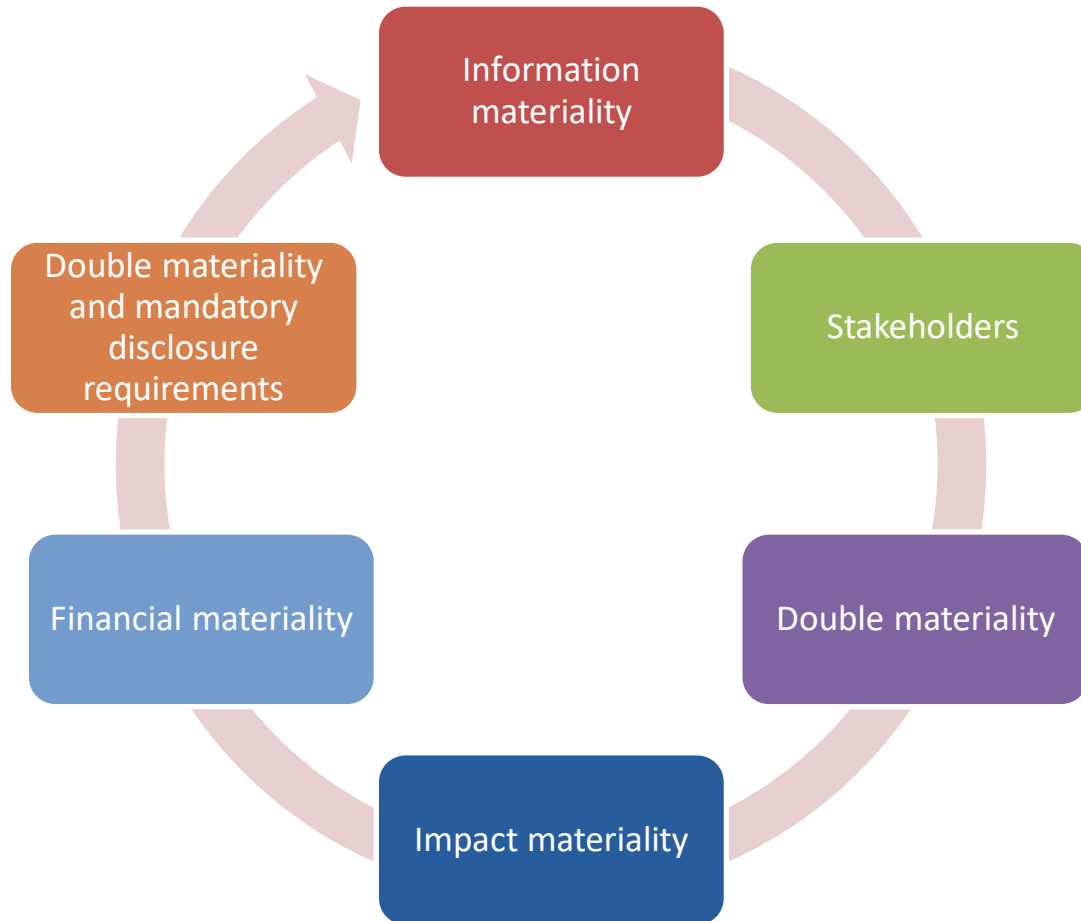 Information
materiality
Stakeholders
Double materiality
Impact materiality
Financial materiality
Double materiality
and mandatory
disclosure
requirements